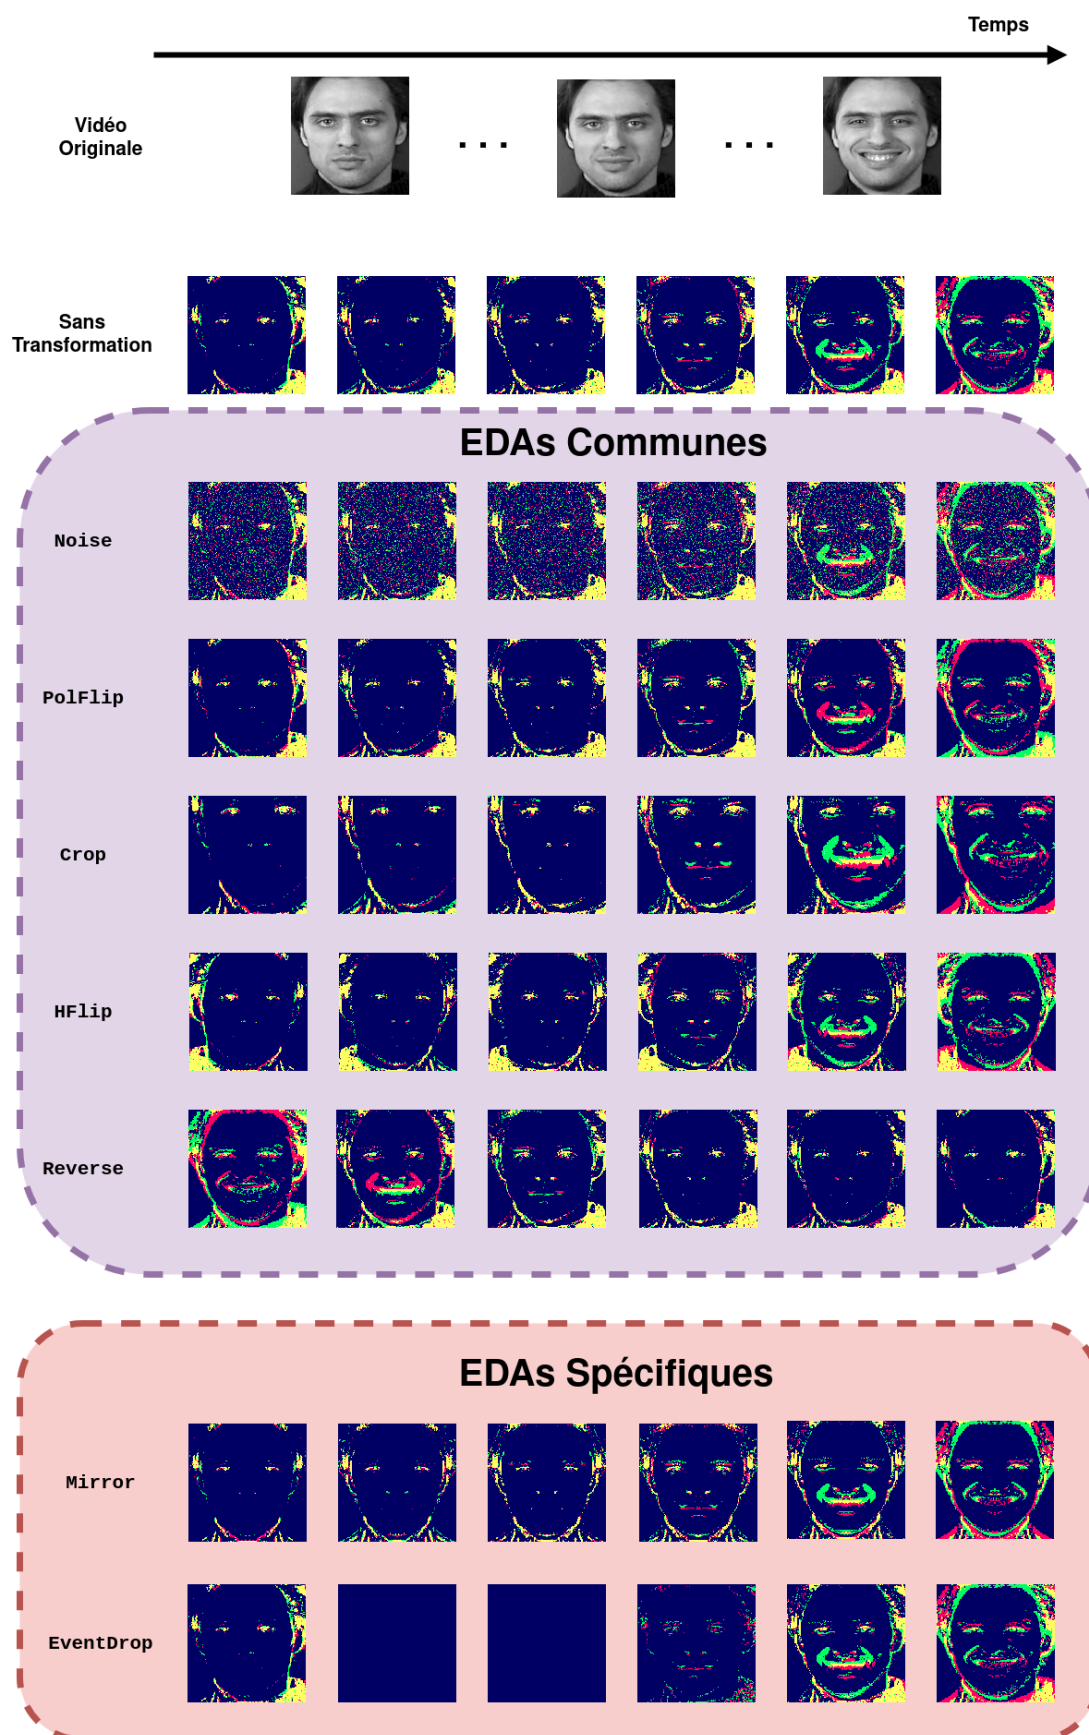 Temps
Vidéo
Originale
. . .
. . .
Sans
Transformation
EDAs Communes
Noise
PolFlip
Crop
HFlip
Reverse
EDAs Spécifiques
Mirror
EventDrop